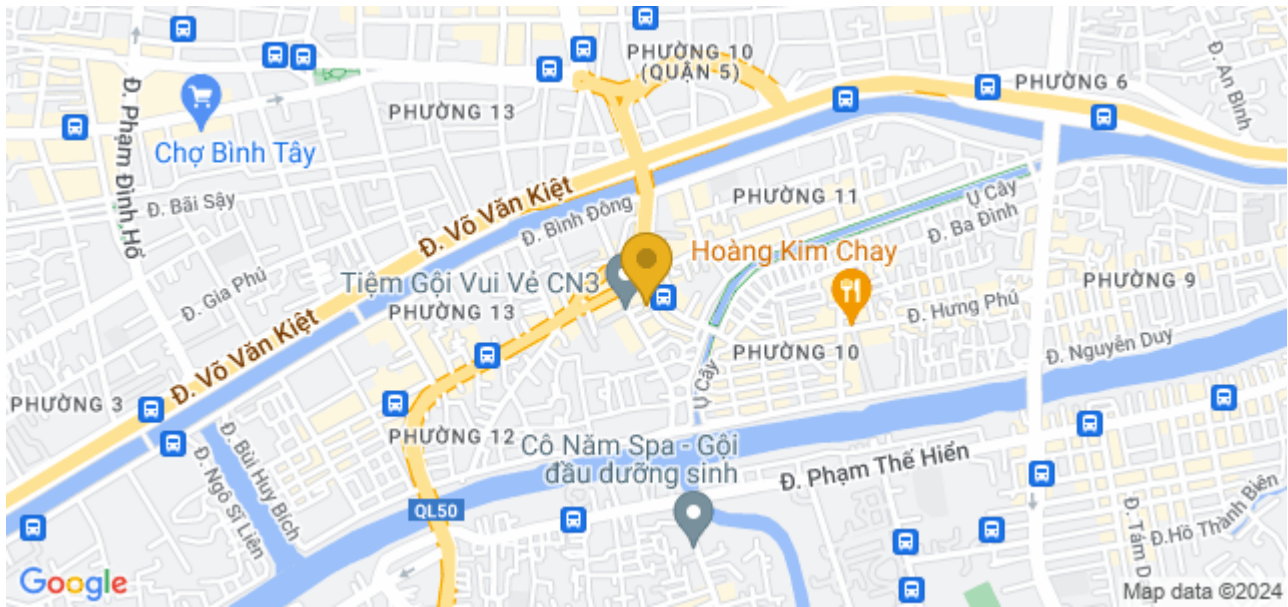 PHƯỜNG 10
(QUẬN 5)
PHƯỜNG 6
Đ. An Bình
Đ. Phạm Đình Hổ
PHƯỜNG 13
Chợ Bình Tây
Đ. Bãi Sậy
Đ. Võ Văn Kiệt
Đ. Bình Đông
PHƯỜNG 11
Ụ Cây
Đ. Ba Đình
Hoàng Kim Chay
Tiệm Gội Vui Vẻ CN3
Đ. Gia Phú
PHƯỜNG 9
PHƯỜNG 13
Đ. Hưng Phú
Đ. Võ Văn Kiệt
PHƯỜNG 10
Đ. Nguyễn Duy
PHƯỜNG 3
Ụ Cây
PHƯỜNG 12
Cô Năm Spa - Gội
đầu dưỡng sinh
Đ. Phạm Thế Hiển
Đ. Bùi Huy Bích
Đ. Ngô Sĩ Liên
QL50
Đ. Tám D
Đ.Hồ Thành Biên
Google
Map data ©2024